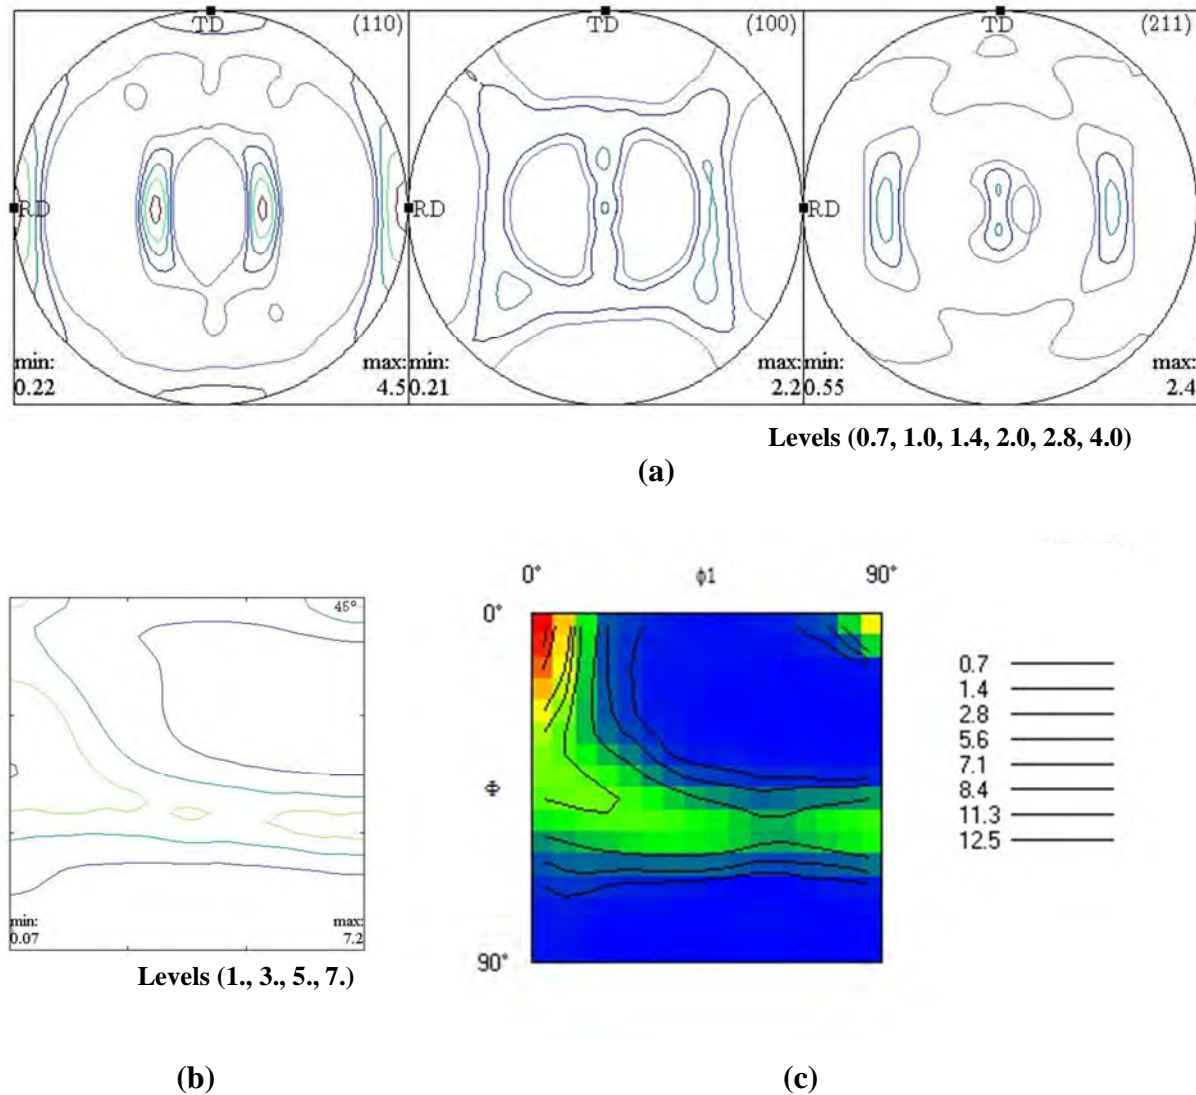 TD (110) TD (100) TD (211)
RD RD RD
min: max: min: max: min: max:
0.22 4.5 0.21 2.2 0.55 2.4
Levels (0.7, 1.0, 1.4, 2.0, 2.8, 4.0)
(a)
0° ϕ1 90°
45° 0°
0.7
1.4
2.8
5.6
Φ 7.1
8.4
11.3
12.5
min: max:
0.07 7.2
90°
Levels (1., 3., 5., 7.)
(b) (c)